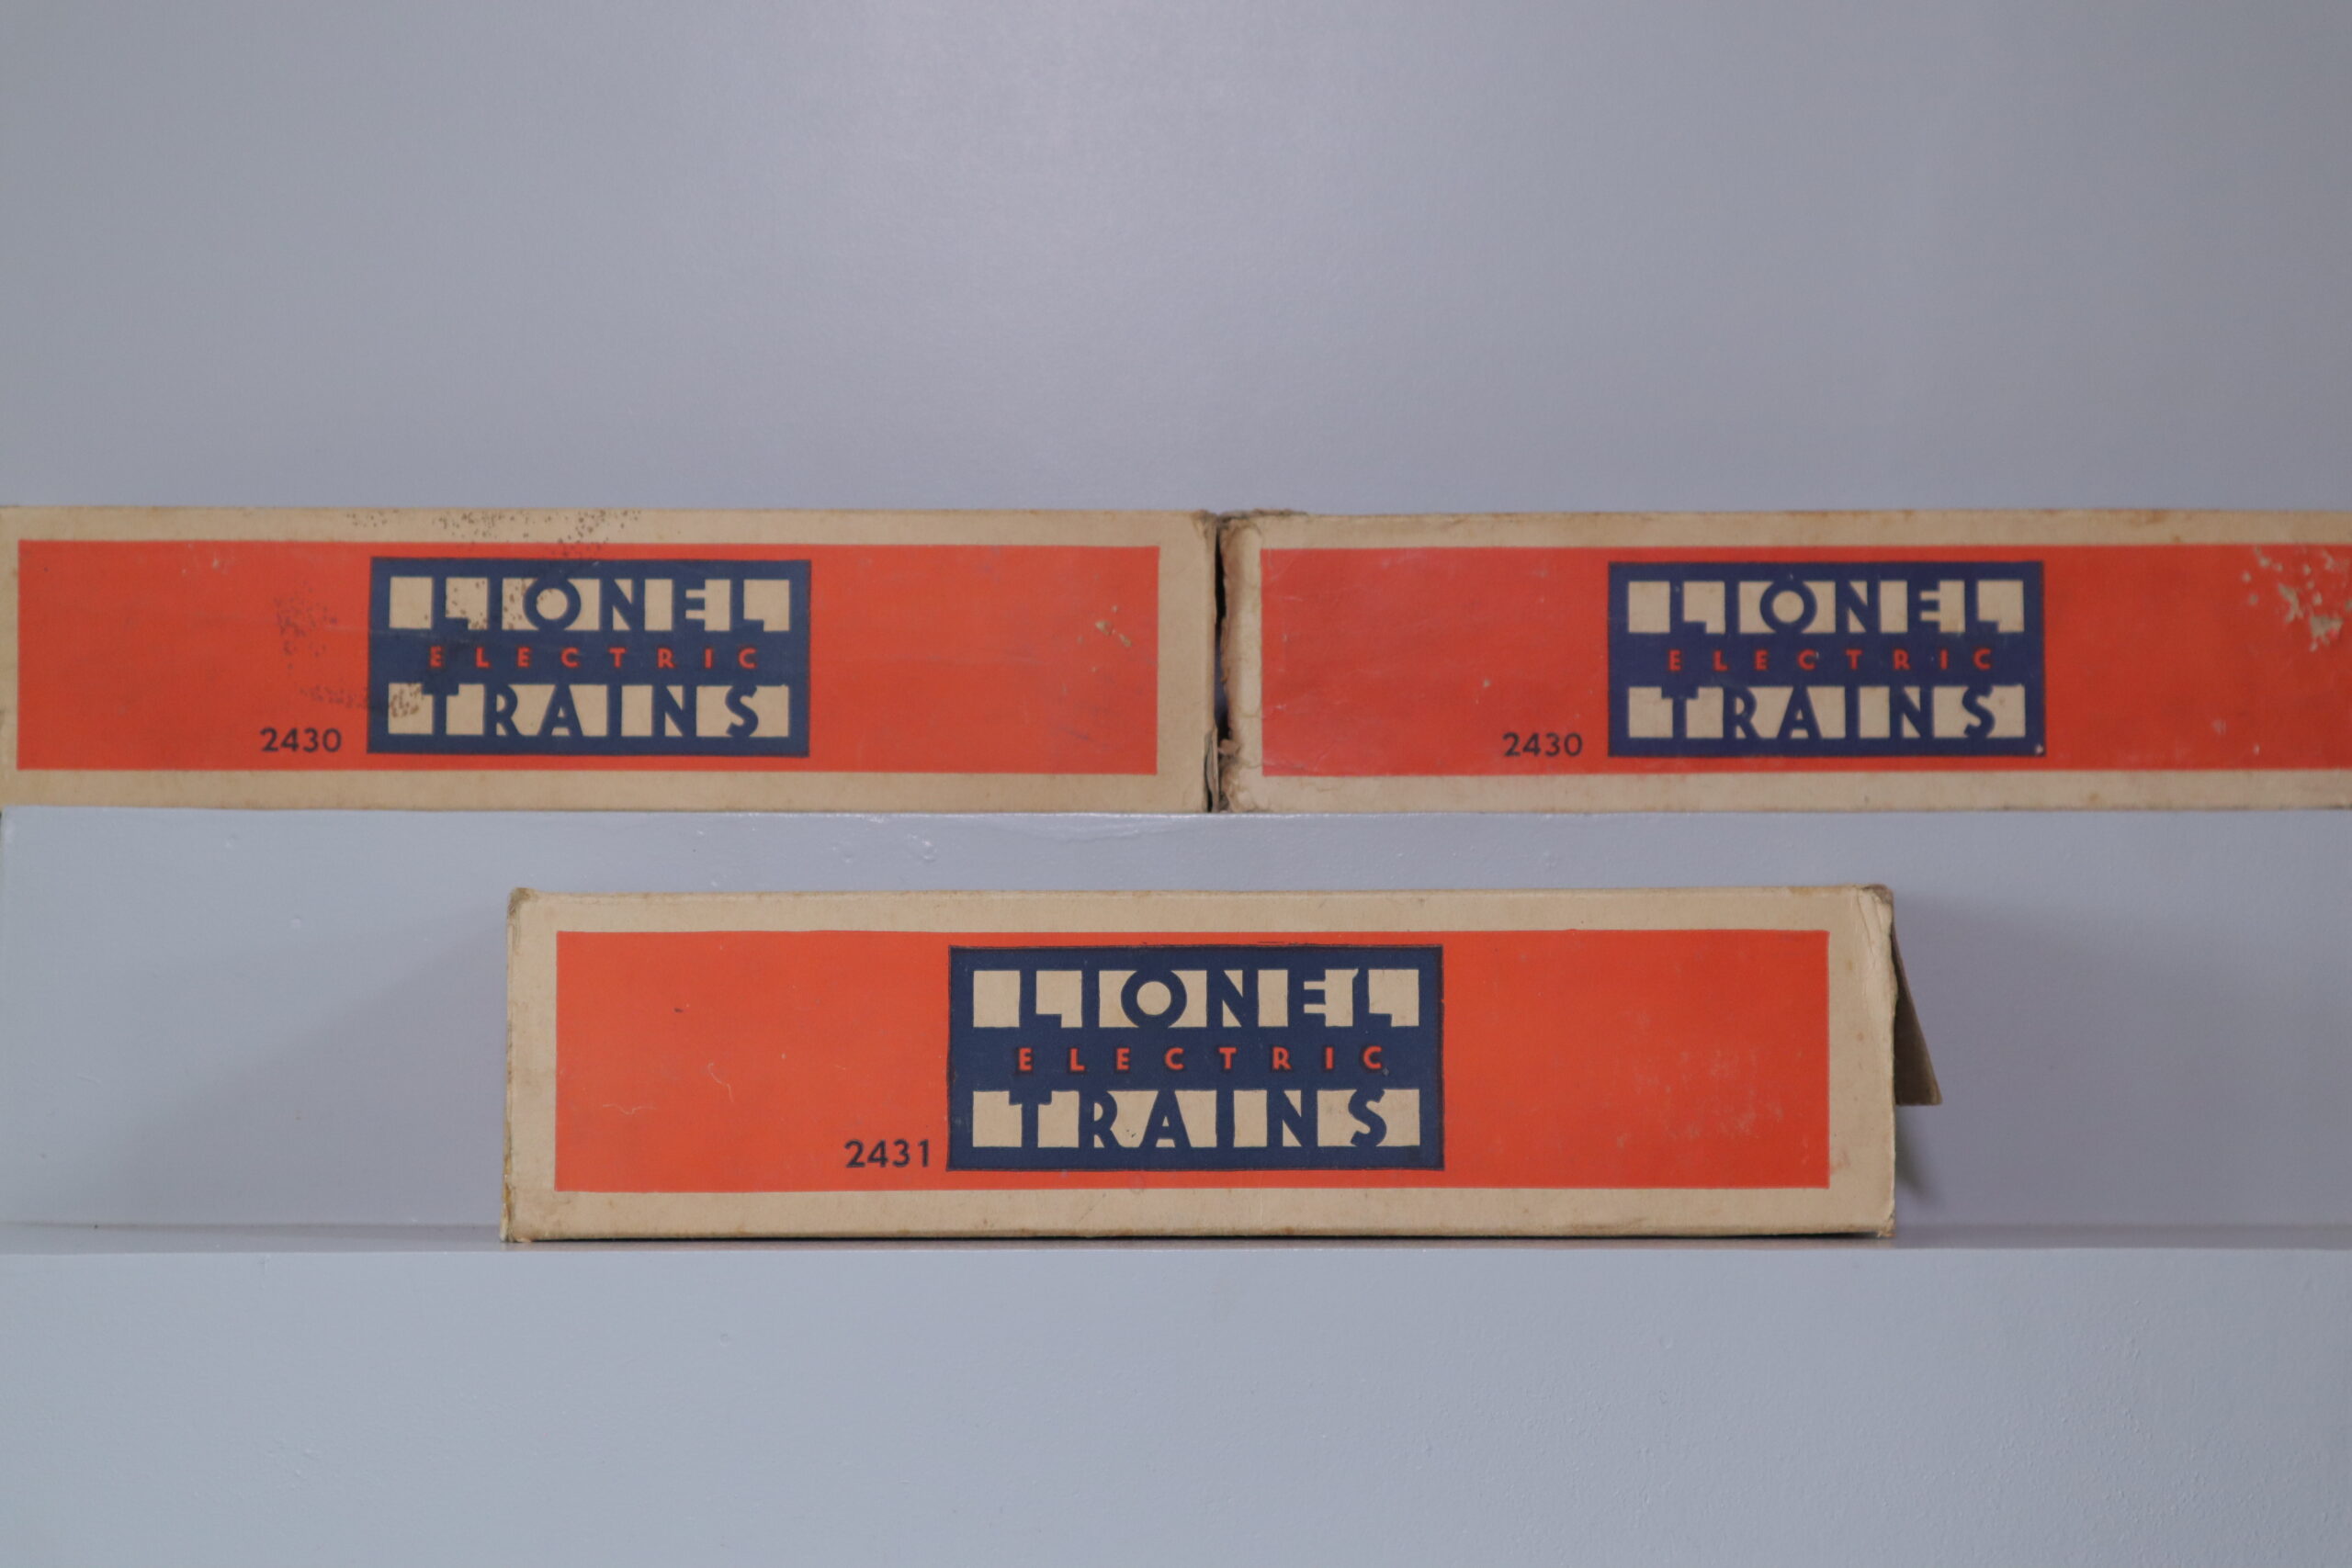 LIONEL
ELECTRIC
TRAINS
2430
LIONEL
ELECTRIC
TRAINS
2430
LIONEL
ELECTRIC
TRAINS
2431